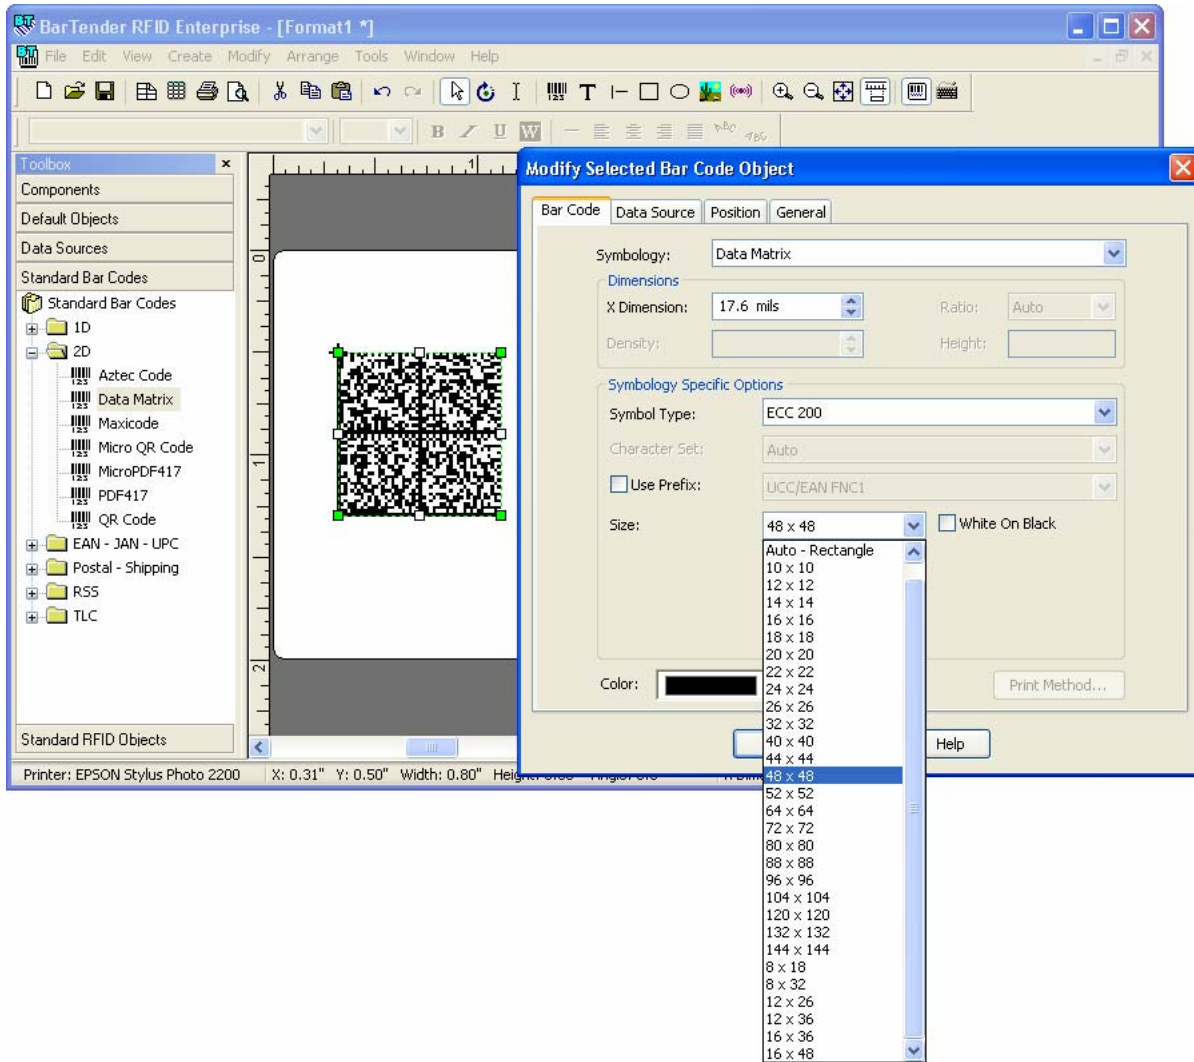 BarTender RFID Enterprise - [Format1 *]
File Edit View Create Modify Arrange Tools Window Help
B I U W
Toolbox
Components
Default Objects
Data Sources
Standard Bar Codes
Standard Bar Codes
1D
2D
Aztec Code
Data Matrix
Maxicode
Micro QR Code
MicroPDF417
PDF417
QR Code
EAN - JAN - UPC
Postal - Shipping
RSS
TLC
Standard RFID Objects
1
0
1
2
Printer: EPSON Stylus Photo 2200 X: 0.31" Y: 0.50" Width: 0.80"
Modify Selected Bar Code Object
Bar Code Data Source Position General
Symbology: Data Matrix
Dimensions
X Dimension: 17.6 mils Ratio: Auto
Density: Height:
Symbology Specific Options
Symbol Type: ECC 200
Character Set: Auto
Use Prefix: UCC/EAN FNC1
Size: 48 x 48 White On Black
Auto - Rectangle
10 x 10
12 x 12
14 x 14
16 x 16
18 x 18
20 x 20
22 x 22
24 x 24
26 x 26
32 x 32
40 x 40
44 x 44
48 x 48
52 x 52
64 x 64
72 x 72
80 x 80
88 x 88
96 x 96
104 x 104
120 x 120
132 x 132
144 x 144
8 x 18
8 x 32
12 x 26
12 x 36
16 x 36
16 x 48
Color: Print Method...
Help